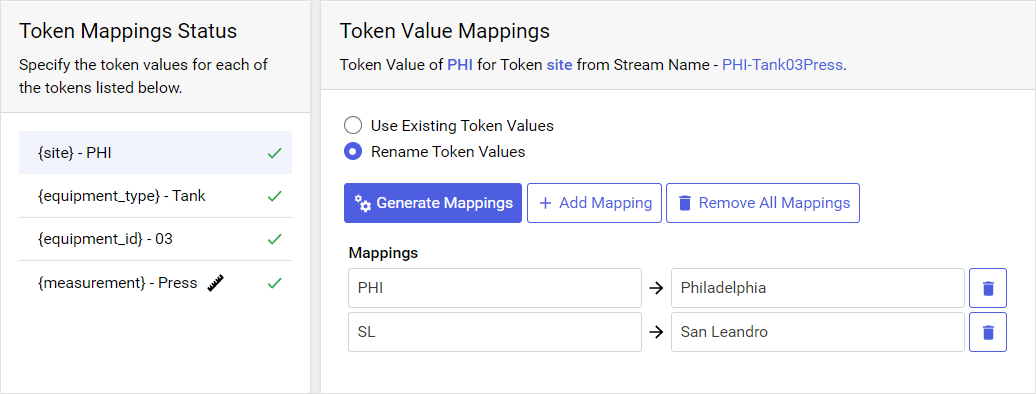 Token Mappings Status
Specify the token values for each of
the tokens listed below.
{site} - PHI
{equipment_type} - Tank
{equipment_id} - 03
{measurement} - Press
Token Value Mappings
Token Value of PHI for Token site from Stream Name - PHI-Tank03Press.
Use Existing Token Values
Rename Token Values
Generate Mappings
+ Add Mapping
Remove All Mappings
Mappings
PHI → Philadelphia
SL → San Leandro